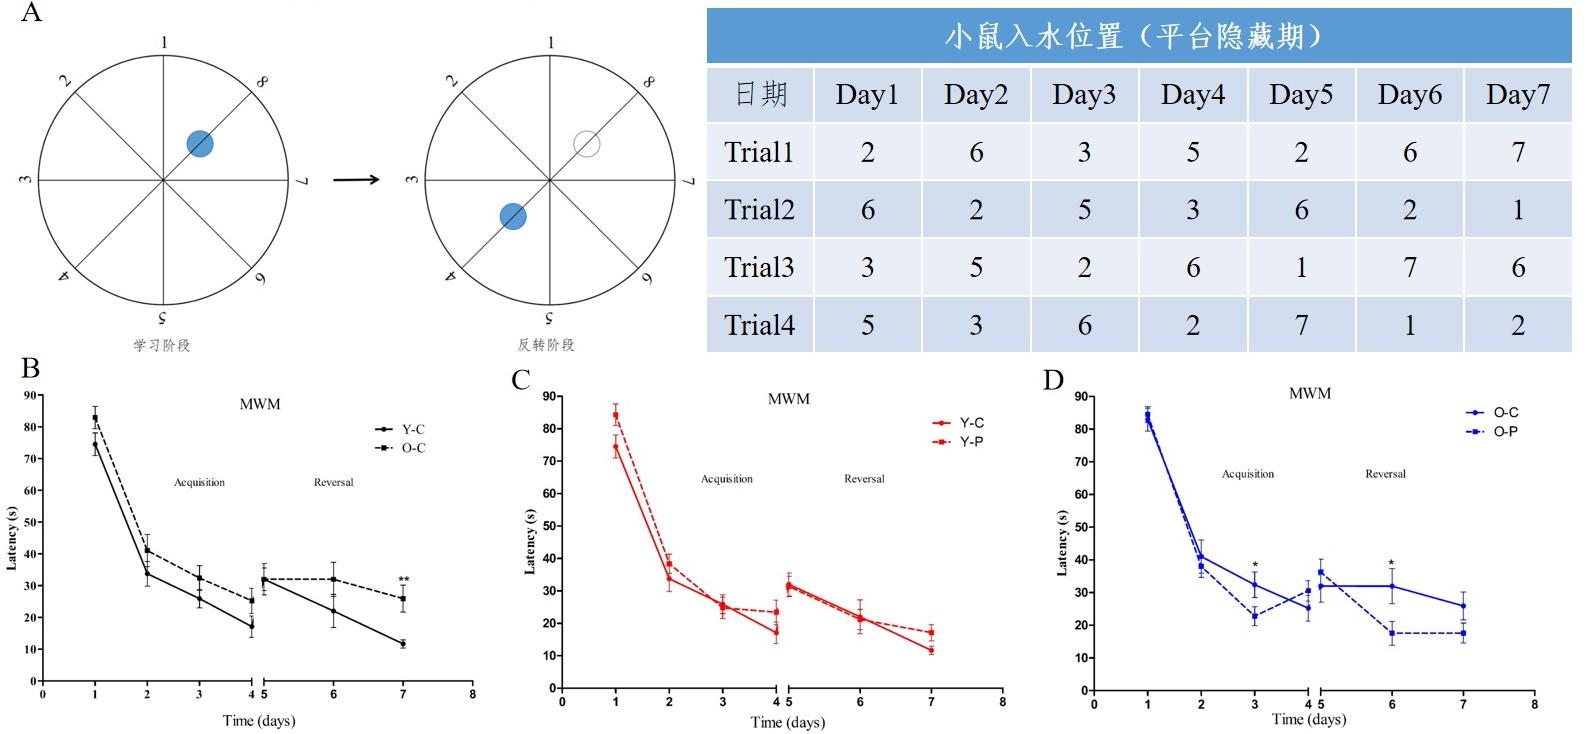 A
1
2
3
4
5
6
7
8
学习阶段
1
2
3
4
5
6
7
8
反转阶段
小鼠入水位置（平台隐藏期）
日期 Day1 Day2 Day3 Day4 Day5 Day6 Day7
Trial1 2 6 3 5 2 6 7
Trial2 6 2 5 3 6 2 1
Trial3 3 5 2 6 1 7 6
Trial4 5 3 6 2 7 1 2
B
MWM
Y-C
O-C
Acquisition
Reversal
**
Latency (s)
90
80
70
60
50
40
30
20
10
0
0 1 2 3 4 5 6 7 8
Time (days)
C
MWM
Y-C
Y-P
Acquisition
Reversal
Latency (s)
90
80
70
60
50
40
30
20
10
0
0 1 2 3 4 5 6 7 8
Time (days)
D
MWM
O-C
O-P
Acquisition
Reversal
*
*
Latency (s)
90
80
70
60
50
40
30
20
10
0
0 1 2 3 4 5 6 7 8
Time (days)